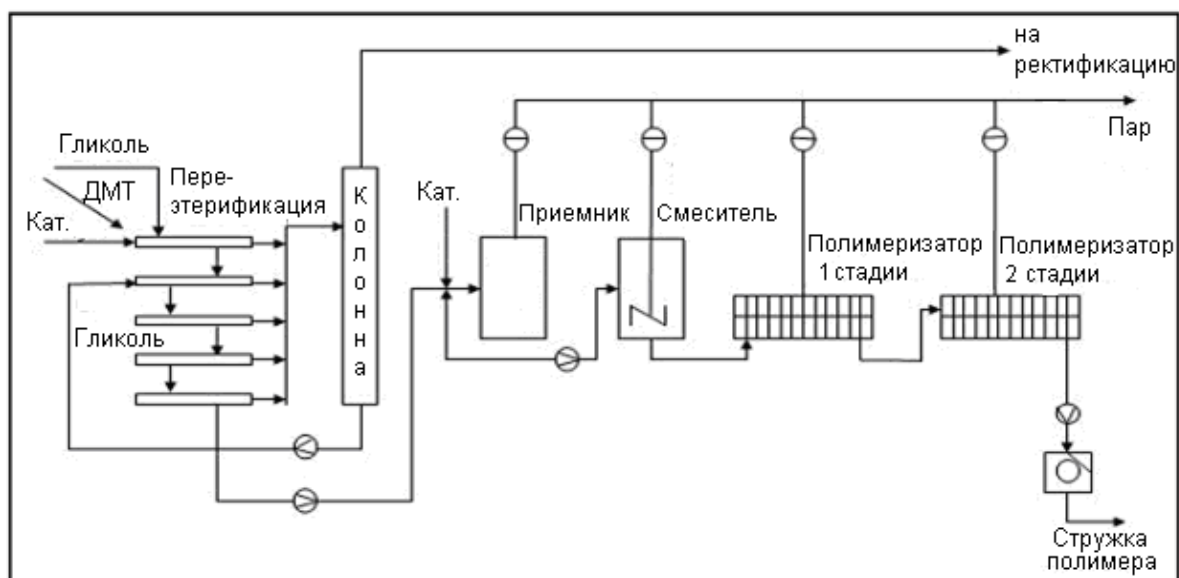 на
ректификацию
Пар
Гликоль
ДМТ
Кат.
Пере-
этерификация
Колонна
Гликоль
Кат.
Приемник
Смеситель
Полимеризатор
1 стадии
Полимеризатор
2 стадии
Стружка
полимера